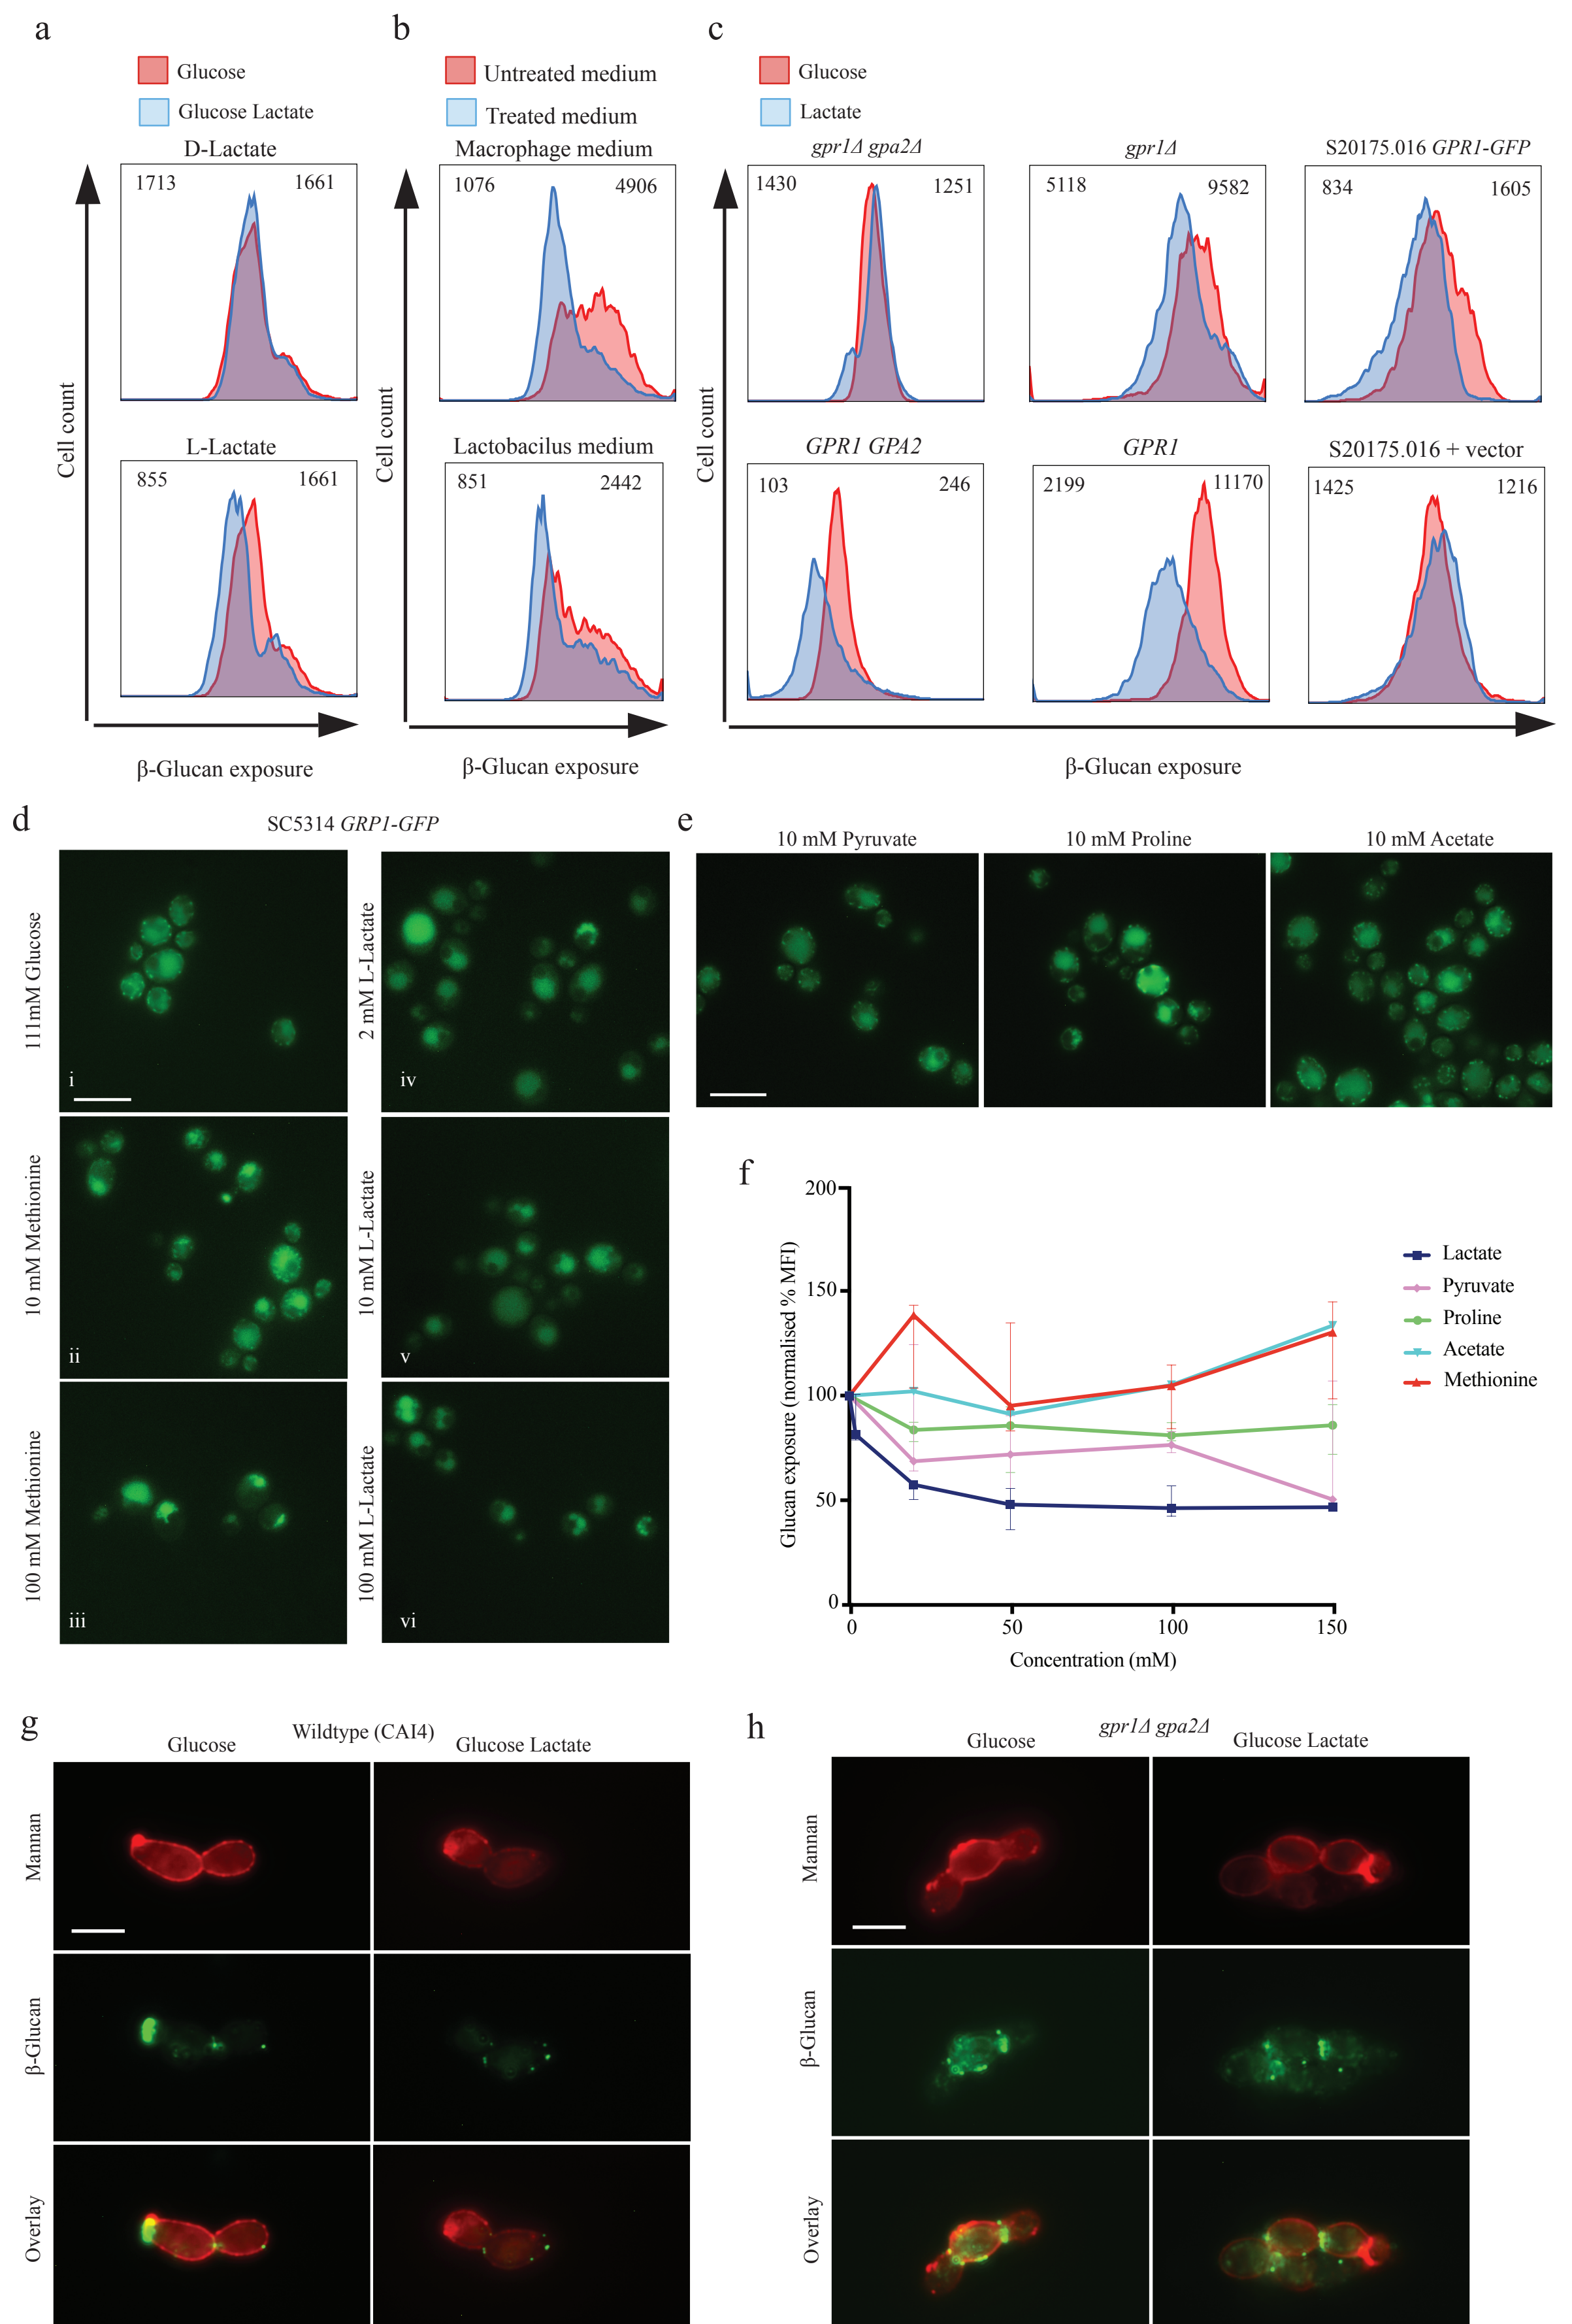 a
Glucose
Glucose Lactate
D-Lactate
1713
1661
L-Lactate
855
1661
Cell count
β-Glucan exposure
b
Untreated medium
Treated medium
Macrophage medium
1076
4906
Lactobacilus medium
851
2442
Cell count
β-Glucan exposure
c
Glucose
Lactate
gpr1Δ gpa2Δ
1430
1251
gpr1Δ
5118
9582
S20175.016 GPR1-GFP
834
1605
GPR1 GPA2
103
246
GPR1
2199
11170
S20175.016 + vector
1425
1216
Cell count
β-Glucan exposure
d
SC5314 GRP1-GFP
111mM Glucose
i
2 mM L-Lactate
iv
10 mM Methionine
ii
10 mM L-Lactate
v
100 mM Methionine
iii
100 mM L-Lactate
vi
e
10 mM Pyruvate
10 mM Proline
10 mM Acetate
f
Glucan exposure (normalised % MFI)
200
150
100
50
0
0
50
100
150
Concentration (mM)
Lactate
Pyruvate
Proline
Acetate
Methionine
g
Wildtype (CAI4)
Glucose
Glucose Lactate
Mannan
β-Glucan
Overlay
h
gpr1Δ gpa2Δ
Glucose
Glucose Lactate
Mannan
β-Glucan
Overlay